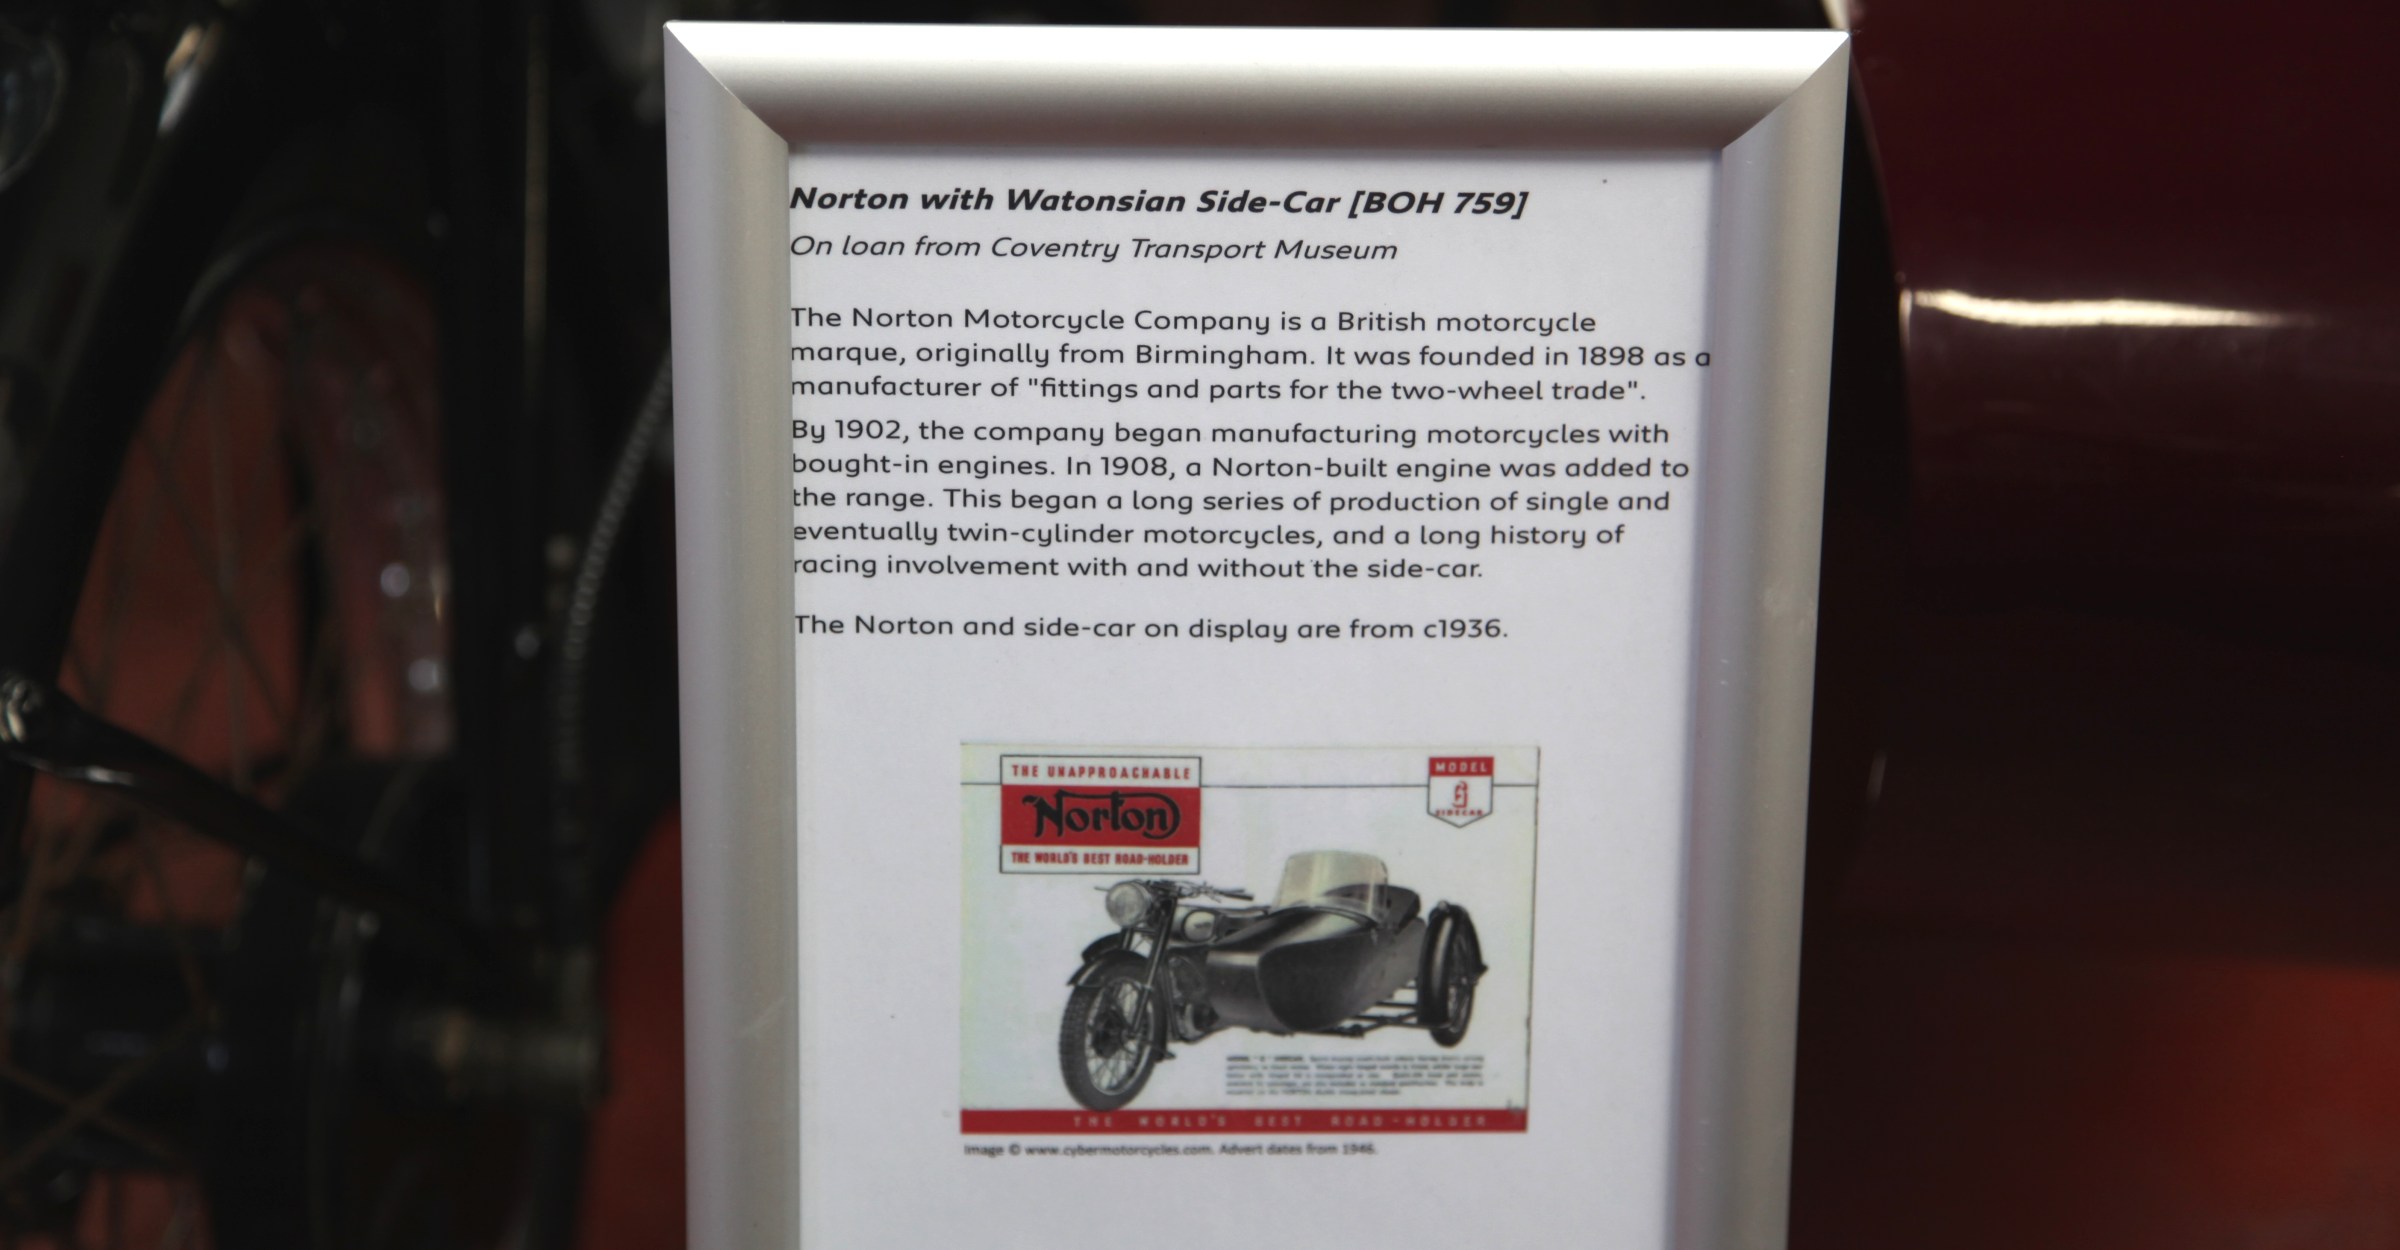 Norton with Watonsian Side-Car [BOH 759]
On loan from Coventry Transport Museum
The Norton Motorcycle Company is a British motorcycle
marque, originally from Birmingham. It was founded in 1898 as a
manufacturer of "fittings and parts for the two-wheel trade".
By 1902, the company began manufacturing motorcycles with
bought-in engines. In 1908, a Norton-built engine was added to
the range. This began a long series of production of single and
eventually twin-cylinder motorcycles, and a long history of
racing involvement with and without the side-car.
The Norton and side-car on display are from c1936.
THE UNAPPROACHABLE
Norton
THE WORLD'S BEST ROAD-HOLDER
MODEL
SIDECAR
THE WORLD'S BEST ROAD-HOLDER
Image © www.cybermotorcycles.com. Advert dates from 1946.